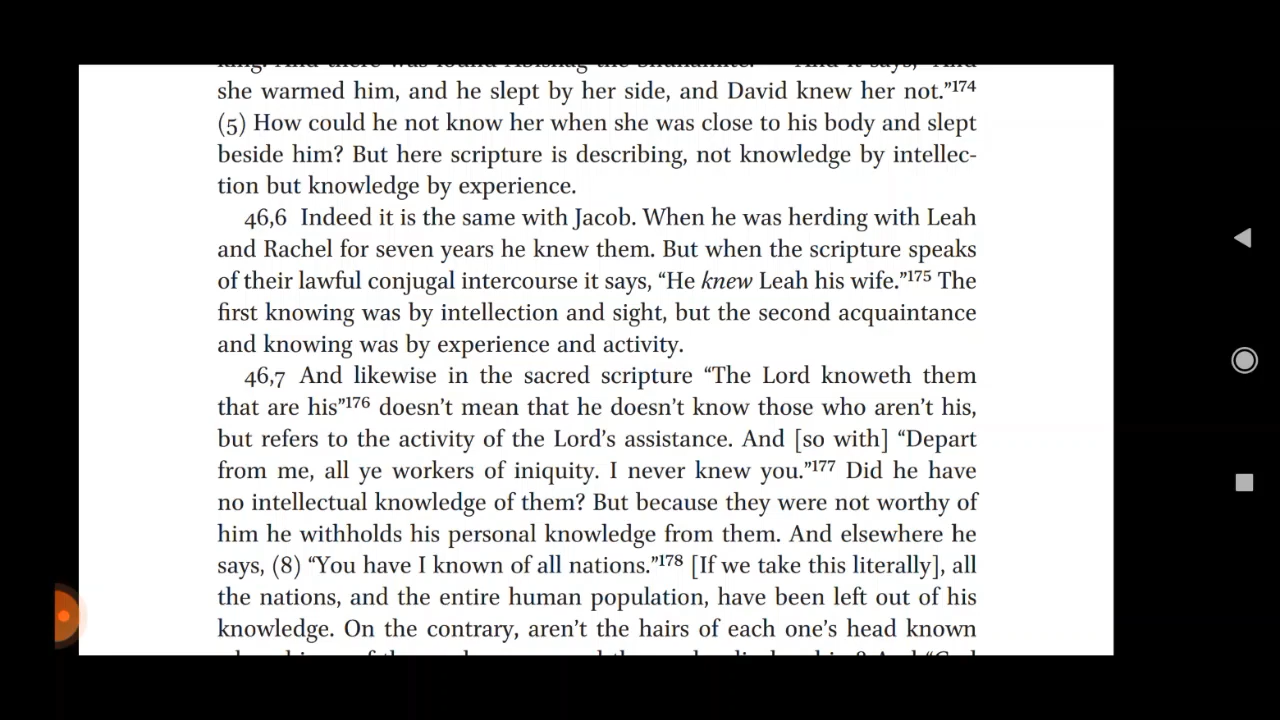 she warmed him, and he slept by her side, and David knew her not.”174
(5) How could he not know her when she was close to his body and slept
beside him? But here scripture is describing, not knowledge by intellec-
tion but knowledge by experience.
46,6 Indeed it is the same with Jacob. When he was herding with Leah
and Rachel for seven years he knew them. But when the scripture speaks
of their lawful conjugal intercourse it says, “He knew Leah his wife.”175 The
first knowing was by intellection and sight, but the second acquaintance
and knowing was by experience and activity.
46,7 And likewise in the sacred scripture “The Lord knoweth them
that are his”176 doesn’t mean that he doesn’t know those who aren’t his,
but refers to the activity of the Lord’s assistance. And [so with] “Depart
from me, all ye workers of iniquity. I never knew you.”177 Did he have
no intellectual knowledge of them? But because they were not worthy of
him he withholds his personal knowledge from them. And elsewhere he
says, (8) “You have I known of all nations.”178 [If we take this literally], all
the nations, and the entire human population, have been left out of his
knowledge. On the contrary, aren’t the hairs of each one’s head known